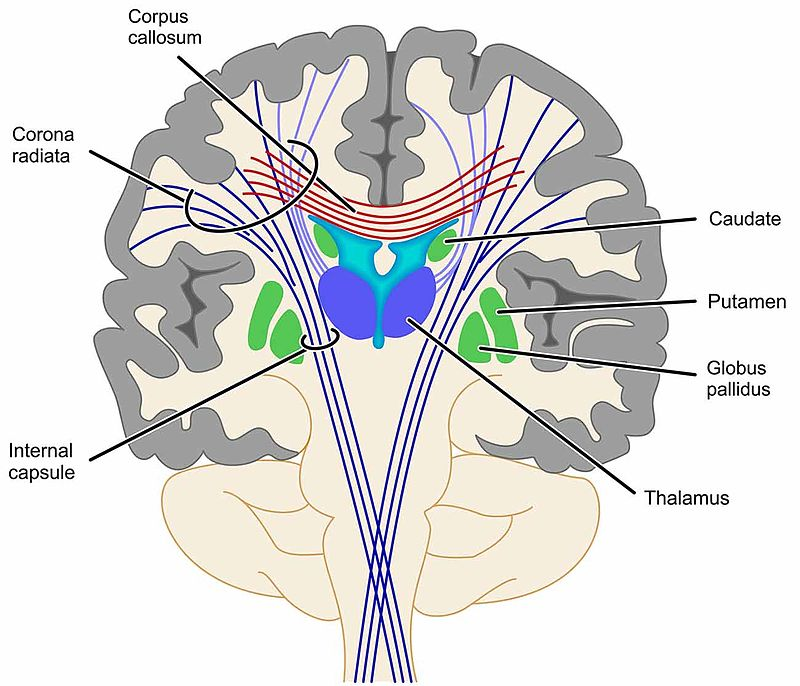 Corpus
callosum
Corona
radiata
Caudate
Putamen
Globus
pallidus
Internal
capsule
Thalamus